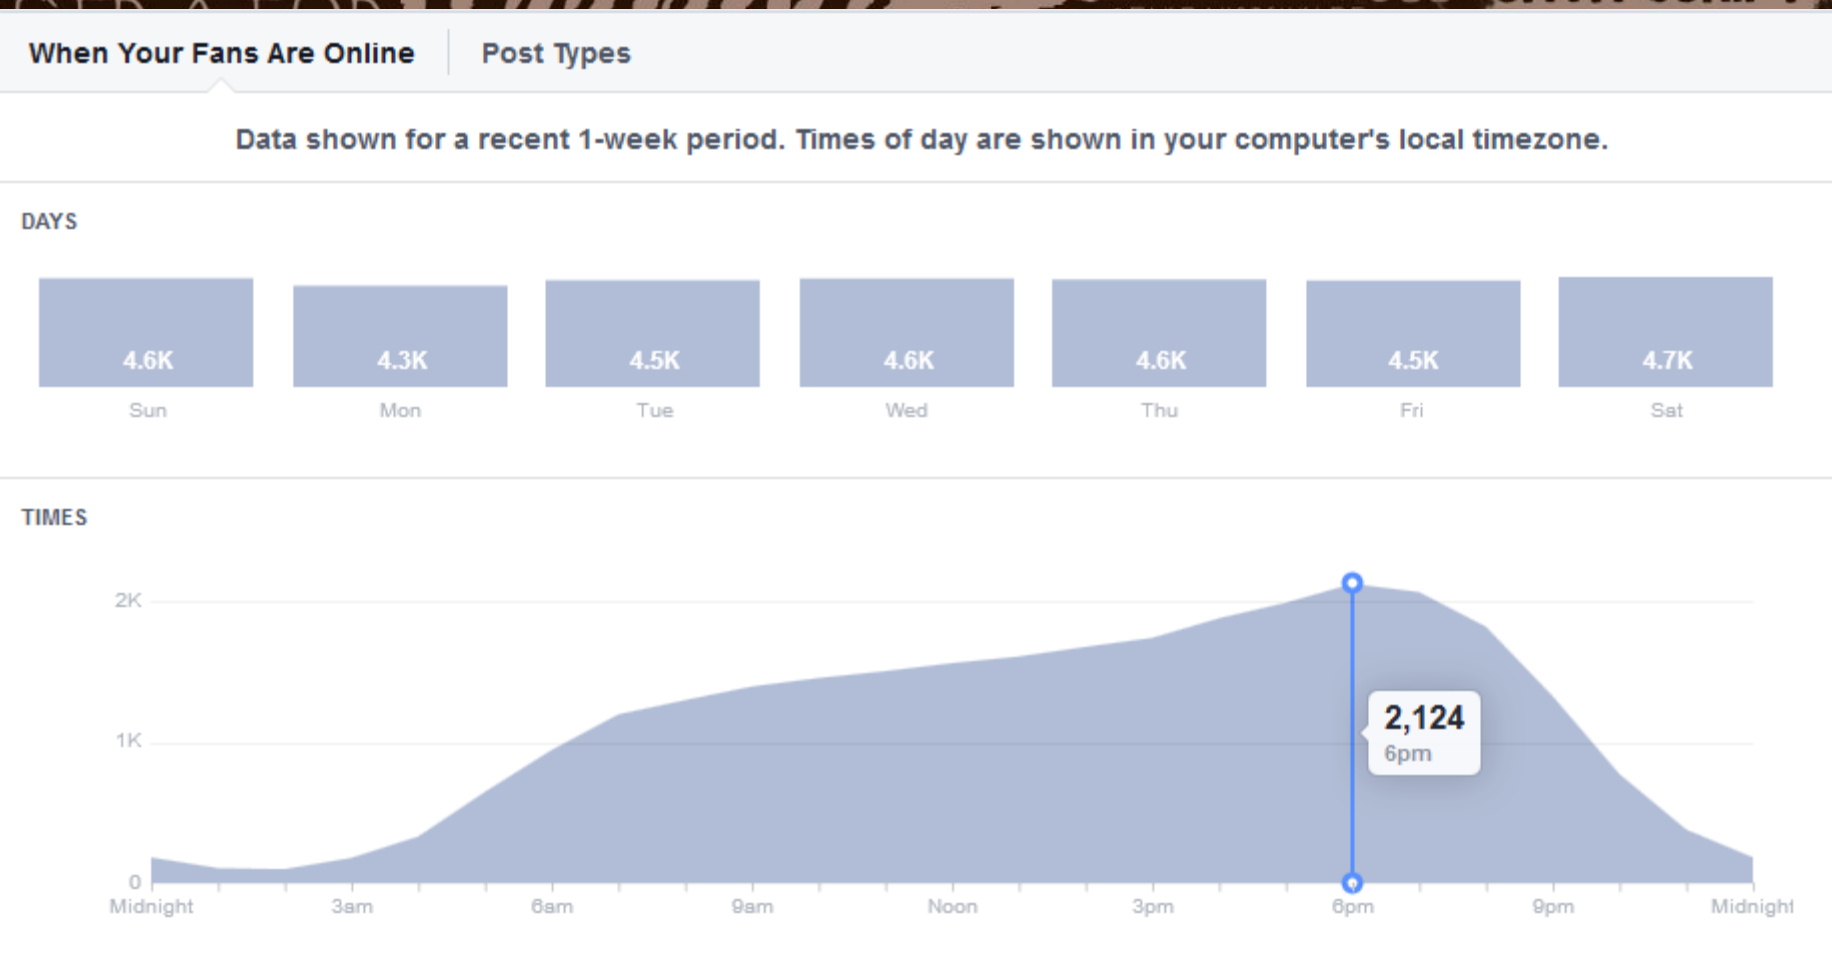 When Your Fans Are Online
Post Types
Data shown for a recent 1-week period. Times of day are shown in your computer's local timezone.
DAYS
4.6K
4.3K
4.5K
4.6K
4.6K
4.5K
4.7K
Sun
Mon
Tue
Wed
Thu
Fri
Sat
TIMES
2K
1K
0
2,124
6pm
Midnight
3am
6am
9am
Noon
3pm
6pm
9pm
Midnight